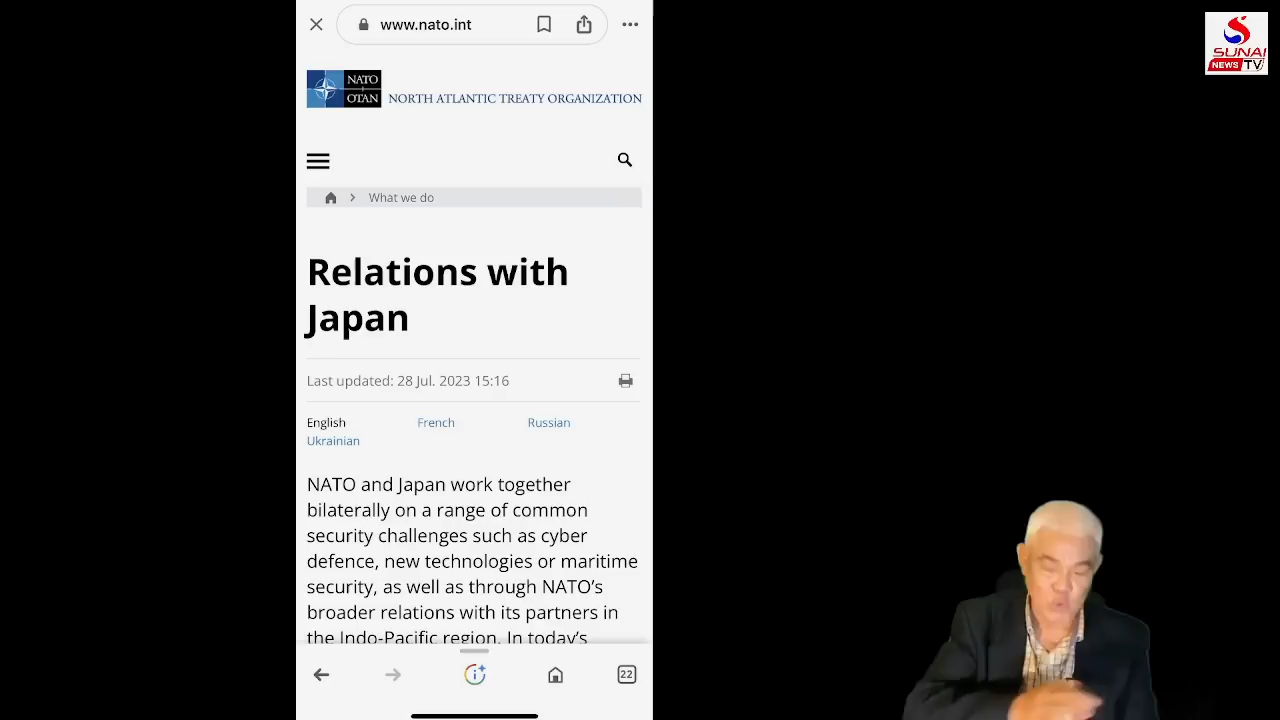 www.nato.int
SUNAI
NEWS TV
NATO
OTAN
NORTH ATLANTIC TREATY ORGANIZATION
What we do
Relations with
Japan
Last updated: 28 Jul. 2023 15:16
English French Russian
Ukrainian
NATO and Japan work together
bilaterally on a range of common
security challenges such as cyber
defence, new technologies or maritime
security, as well as through NATO’s
broader relations with its partners in
the Indo-Pacific region. In today’s
22